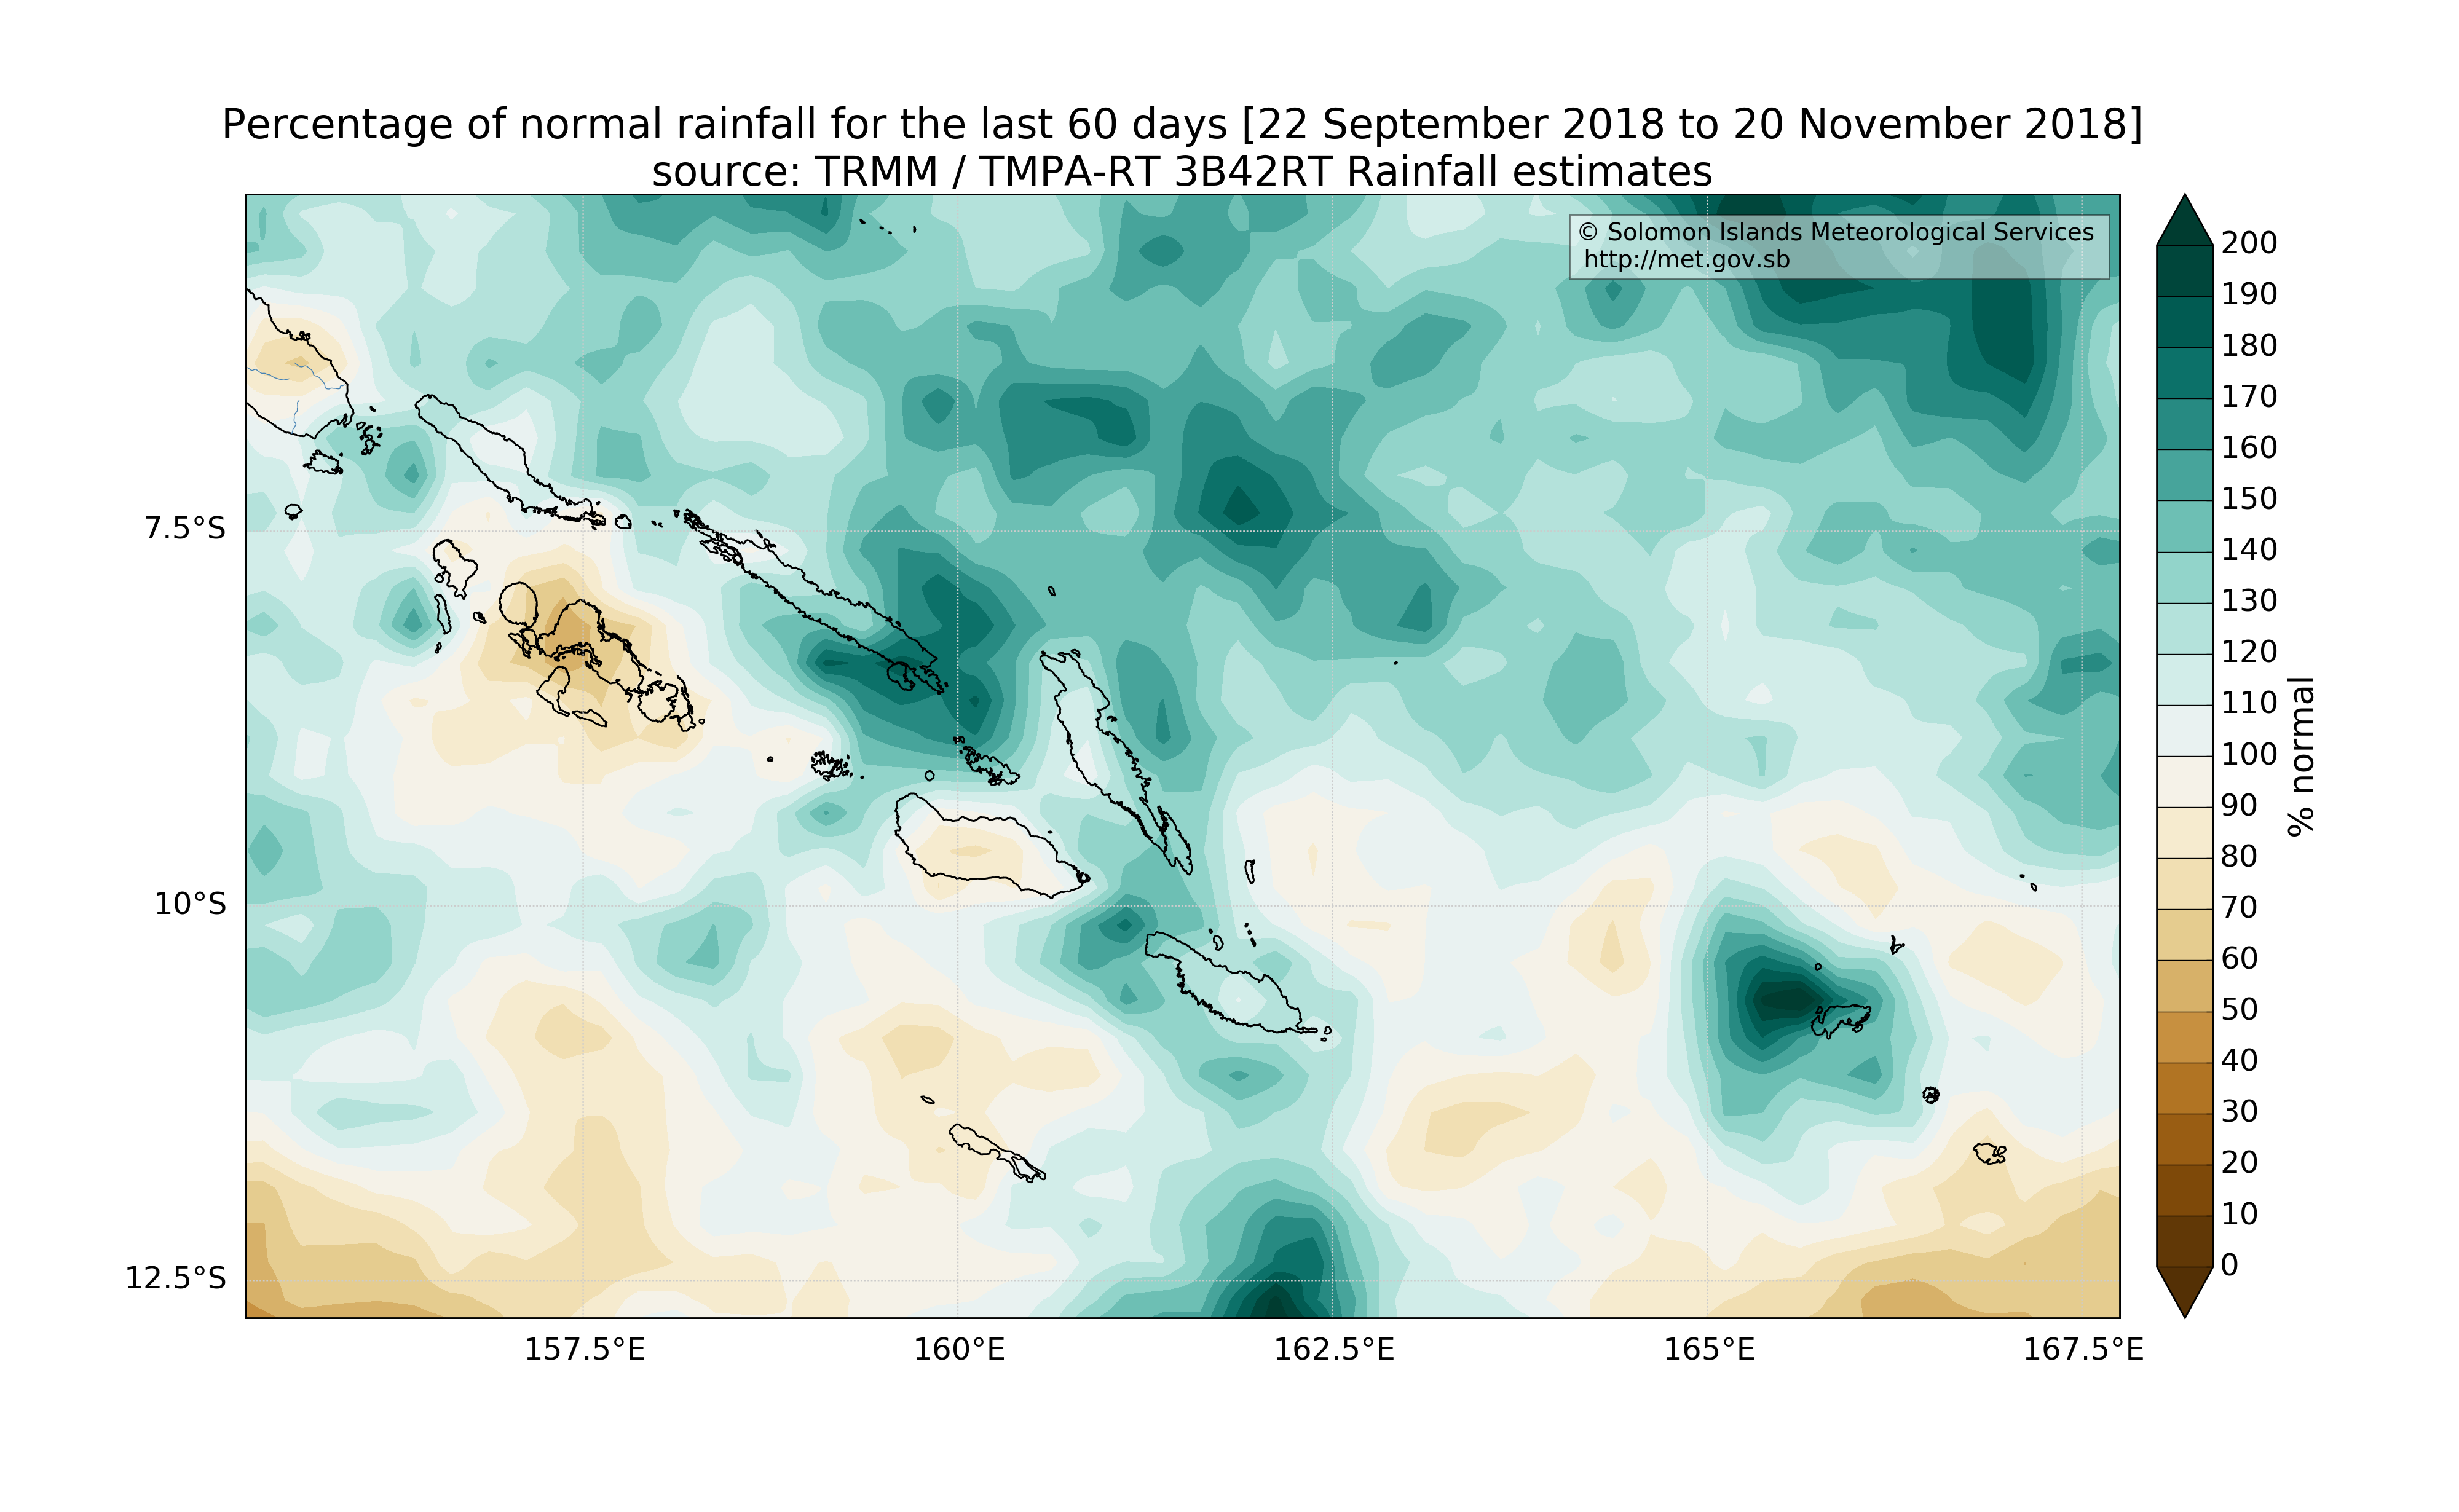 Percentage of normal rainfall for the last 60 days [22 September 2018 to 20 November 2018]
source: TRMM / TMPA-RT 3B42RT Rainfall estimates
© Solomon Islands Meteorological Services
http://met.gov.sb
7.5°S
10°S
12.5°S
157.5°E
160°E
162.5°E
165°E
167.5°E
200
190
180
170
160
150
140
130
120
110
100
90
80
70
60
50
40
30
20
10
0
% normal